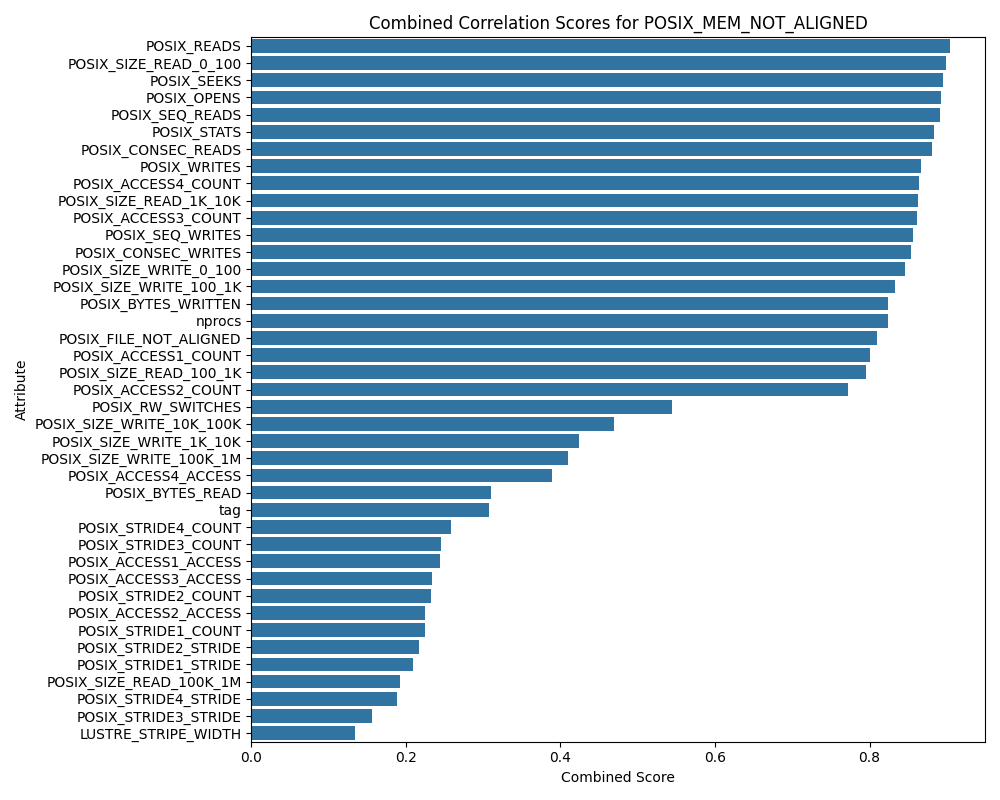 Combined Correlation Scores for POSIX_MEM_NOT_ALIGNED
POSIX_READS
POSIX_SIZE_READ_0_100
POSIX_SEEKS
POSIX_OPENS
POSIX_SEQ_READS
POSIX_STATS
POSIX_CONSEC_READS
POSIX_WRITES
POSIX_ACCESS4_COUNT
POSIX_SIZE_READ_1K_10K
POSIX_ACCESS3_COUNT
POSIX_SEQ_WRITES
POSIX_CONSEC_WRITES
POSIX_SIZE_WRITE_0_100
POSIX_SIZE_WRITE_100_1K
POSIX_BYTES_WRITTEN
nprocs
POSIX_FILE_NOT_ALIGNED
POSIX_ACCESS1_COUNT
POSIX_SIZE_READ_100_1K
POSIX_ACCESS2_COUNT
POSIX_RW_SWITCHES
POSIX_SIZE_WRITE_10K_100K
POSIX_SIZE_WRITE_1K_10K
POSIX_SIZE_WRITE_100K_1M
POSIX_ACCESS4_ACCESS
POSIX_BYTES_READ
tag
POSIX_STRIDE4_COUNT
POSIX_STRIDE3_COUNT
POSIX_ACCESS1_ACCESS
POSIX_ACCESS3_ACCESS
POSIX_STRIDE2_COUNT
POSIX_ACCESS2_ACCESS
POSIX_STRIDE1_COUNT
POSIX_STRIDE2_STRIDE
POSIX_STRIDE1_STRIDE
POSIX_SIZE_READ_100K_1M
POSIX_STRIDE4_STRIDE
POSIX_STRIDE3_STRIDE
LUSTRE_STRIPE_WIDTH
Attribute
0.0 0.2 0.4 0.6 0.8
Combined Score